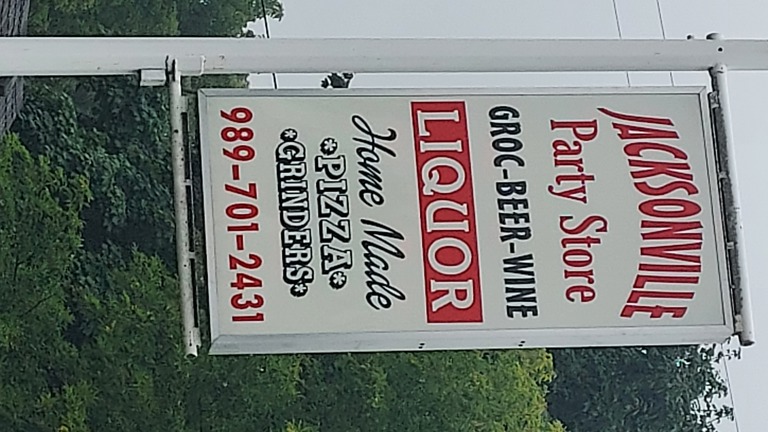 JACKSONVILLE
Party Store
GROC-BEER-WINE
LIQUOR
Home Made
*PIZZA*
*GRINDERS*
989-701-2431